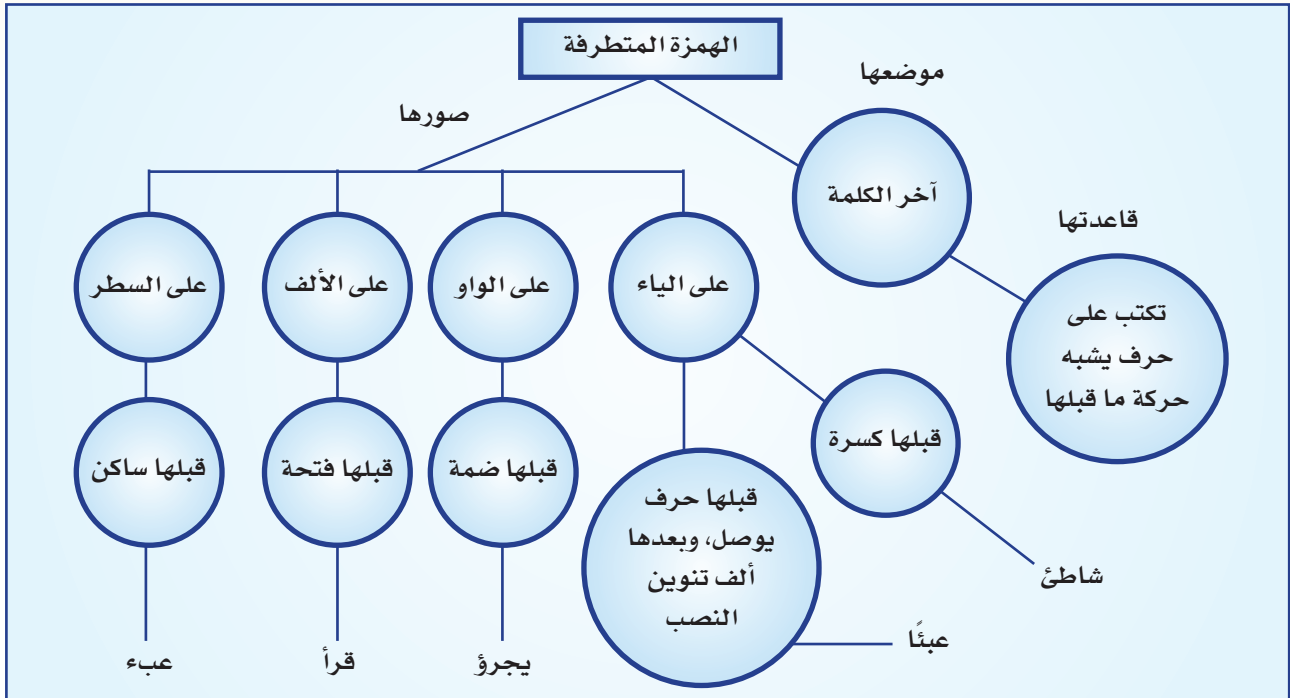 الهمزة المتطرفة
موضعها
آخر الكلمة
قاعدتها
تكتب على
حرف يشبه
حركة ما قبلها
صورها
على الياء
على الواو
على الألف
على السطر
قبلها كسرة
شاطئ
قبلها حرف
يوصل، وبعدها
ألف تنوين
النصب
عبئًا
قبلها ضمة
يجرؤ
قبلها فتحة
قرأ
قبلها ساكن
عبء